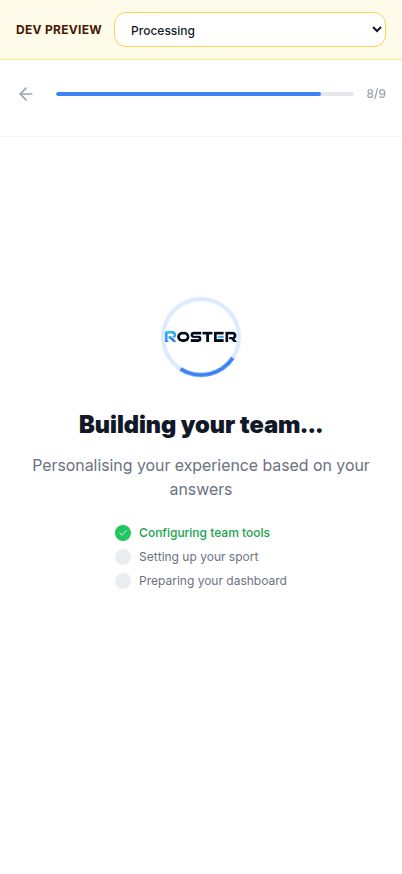 DEV PREVIEW
Processing
8/9
ROSTER
Building your team...
Personalising your experience based on your
answers
Configuring team tools
Setting up your sport
Preparing your dashboard